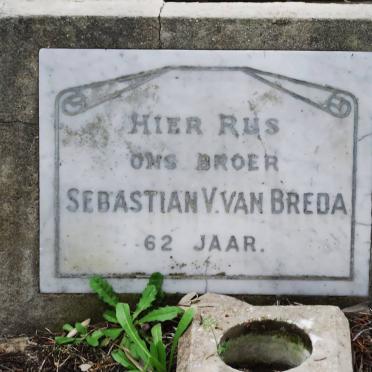 HIER RUS
ONS BROER
SEBASTIAN V. VAN BREDA
62 JAAR.